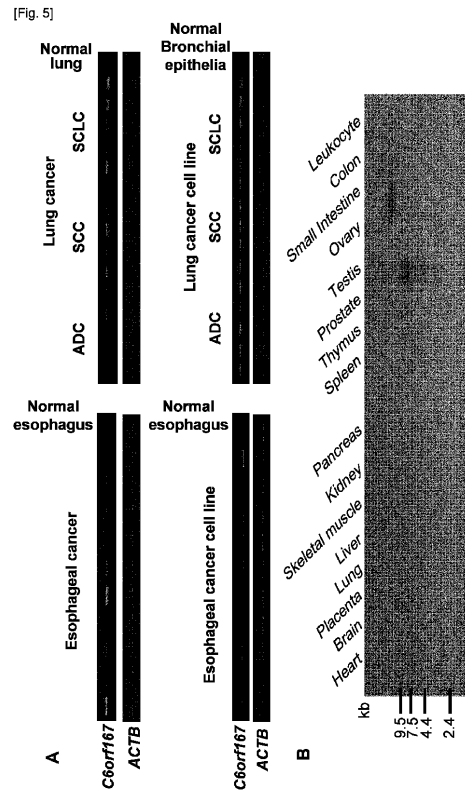 [Fig. 5]
A
Esophageal cancer
Normal esophagus
Lung cancer
ADC
SCC
SCLC
Normal lung
C6orf167
ACTB
Esophageal cancer cell line
Normal esophagus
Lung cancer cell line
ADC
SCC
SCLC
Normal Bronchial epithelia
C6orf167
ACTB
B
kb
Heart
Brain
Placenta
Lung
Liver
Skeletal muscle
Kidney
Pancreas
Spleen
Thymus
Prostate
Testis
Ovary
Small Intestine
Colon
Leukocyte
9.5
7.5
4.4
2.4